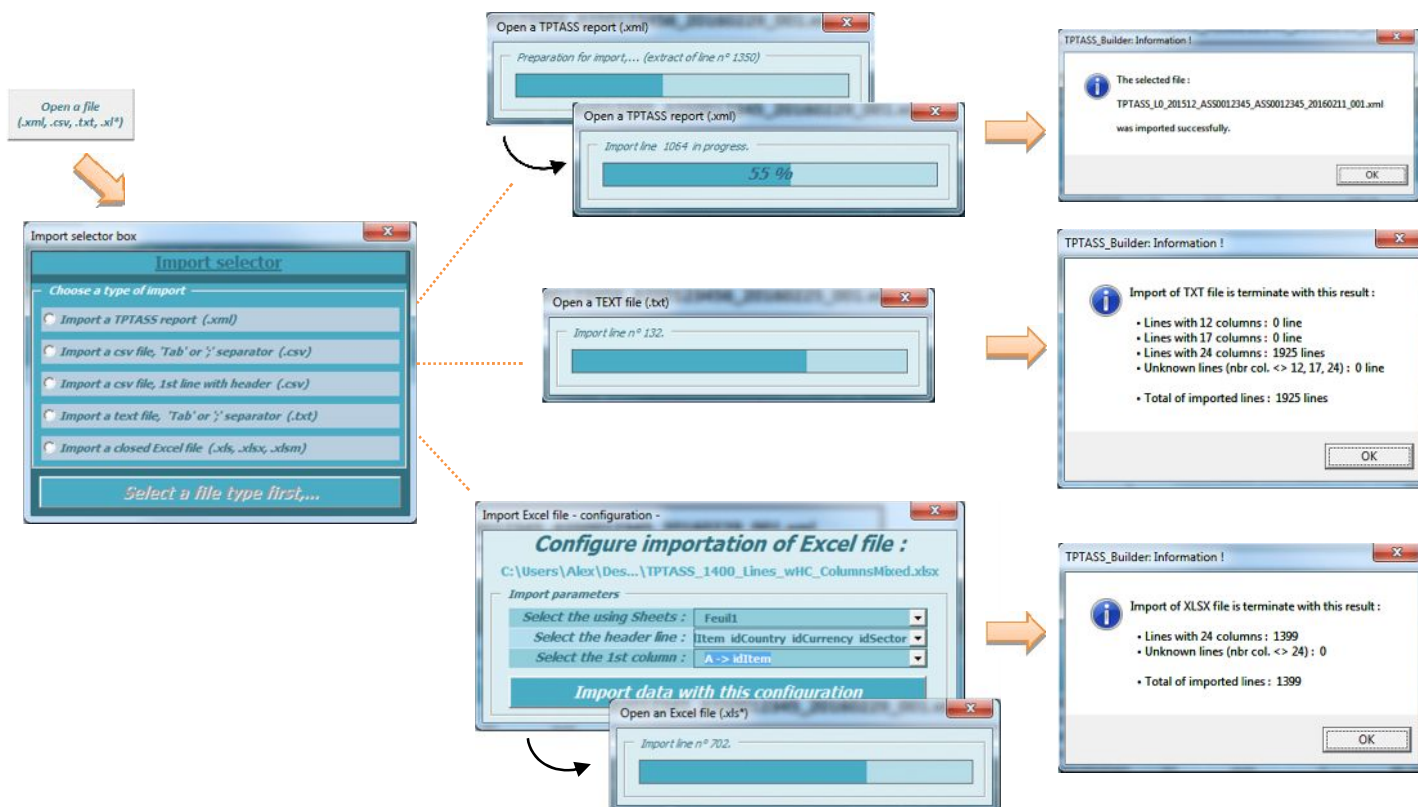 Open a file
(.xml, .csv, .txt, .xl*)
Import selector box
Import selector
Choose a type of import
Import a TPTASS report (.xml)
Import a csv file, 'Tab' or ';' separator (.csv)
Import a csv file, 1st line with header (.csv)
Import a text file, 'Tab' or ';' separator (.txt)
Import a closed Excel file (.xls, .xlsx, .xlsm)
Select a file type first,...
Open a TPTASS report (.xml)
Preparation for import,... (extract of line n° 1350)
Open a TPTASS report (.xml)
Import line 1064 in progress.
55 %
TPTASS_Builder: Information !
The selected file :
TPTASS_L0_201512_ASS0012345_ASS0012345_20160211_001.xml
was imported successfully.
OK
Open a TEXT file (.txt)
Import line n° 132.
TPTASS_Builder: Information !
Import of TXT file is terminate with this result :
• Lines with 12 columns : 0 line
• Lines with 17 columns : 0 line
• Lines with 24 columns : 1925 lines
• Unknown lines (nbr col. <> 12, 17, 24) : 0 line
• Total of imported lines : 1925 lines
OK
Import Excel file - configuration -
Configure importation of Excel file :
C:\Users\Alex\Des...\TPTASS_1400_Lines_wHC_ColumnsMixed.xlsx
Import parameters
Select the using Sheets : Feuil1
Select the header line : Item idCountry idCurrency idSector
Select the 1st column : A -> idItem
Import data with this configuration
Open an Excel file (.xls*)
Import line n° 702.
TPTASS_Builder: Information !
Import of XLSX file is terminate with this result :
• Lines with 24 columns : 1399
• Unknown lines (nbr col. <> 24) : 0
• Total of imported lines : 1399
OK